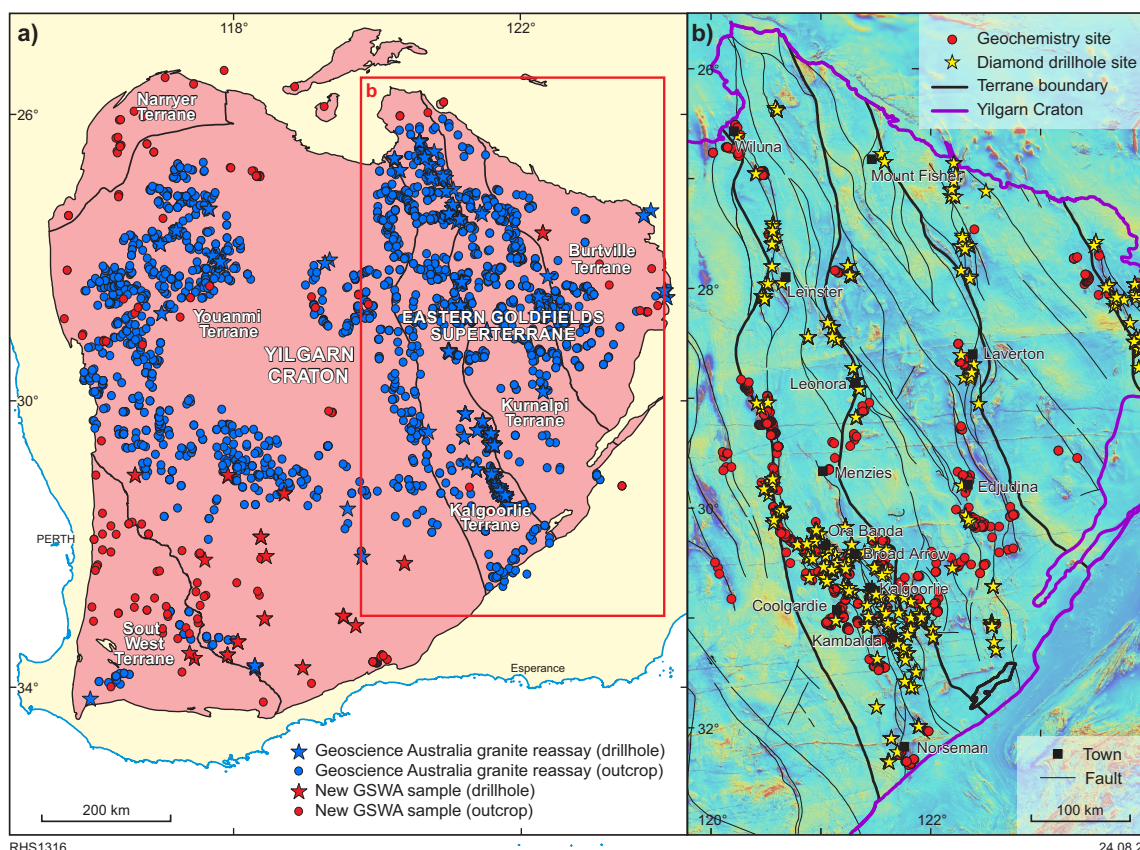 a)
118°
122°
26°
30°
34°
b
Narryer
Terrane
Youanmi
Terrane
YILGARN
CRATON
EASTERN GOLDFIELDS
SUPERTERRANE
Burtville
Terrane
Kurnalpi
Terrane
Kalgoorlie
Terrane
Sout West
Terrane
PERTH
Esperance
Geoscience Australia granite reassay (drillhole)
Geoscience Australia granite reassay (outcrop)
New GSWA sample (drillhole)
New GSWA sample (outcrop)
200 km
RHS1316
b)
Geochemistry site
Diamond drillhole site
Terrane boundary
Yilgarn Craton
26°
28°
30°
32°
120°
122°
Wiluna
Mount Fisher
Leinster
Laverton
Leonora
Menzies
Edjudina
Ora Banda
Broad Arrow
Kalgoorlie
Coolgardie
Kambalda
Norseman
Town
Fault
100 km
24.08.2